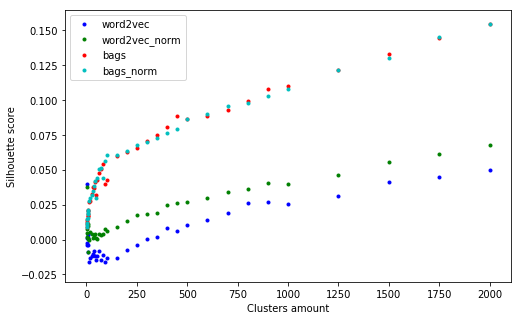 word2vec
word2vec_norm
bags
bags_norm
0.150
0.125
0.100
0.075
0.050
0.025
0.000
−0.025
Silhouette score
0 250 500 750 1000 1250 1500 1750 2000
Clusters amount